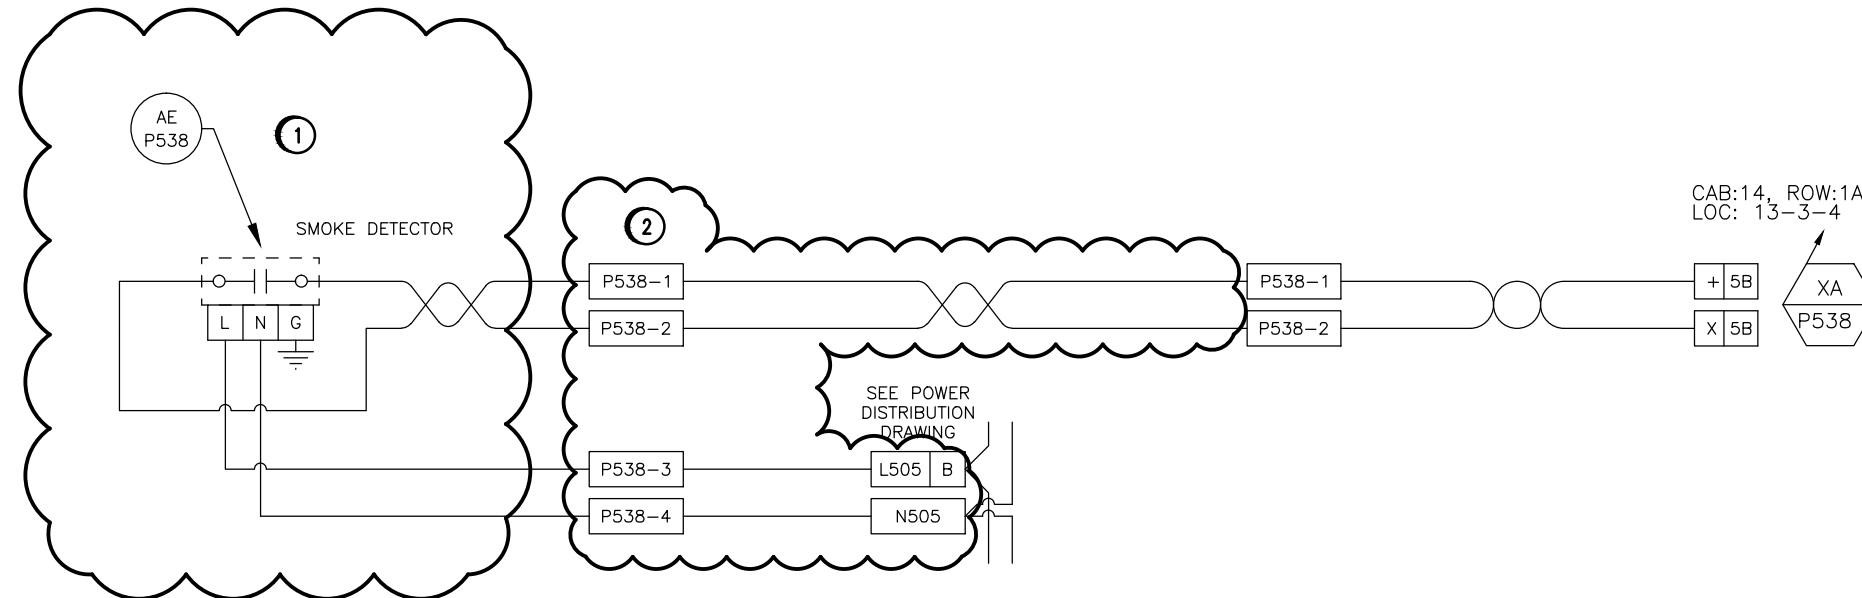 AE
P538
1
SMOKE DETECTOR
L N G
2
P538-1
P538-2
P538-3
P538-4
SEE POWER
DISTRIBUTION
DRAWING
L505 B
N505
P538-1
P538-2
CAB:14, ROW:1A
LOC: 13-3-4
+ 5B
X 5B
XA
P538